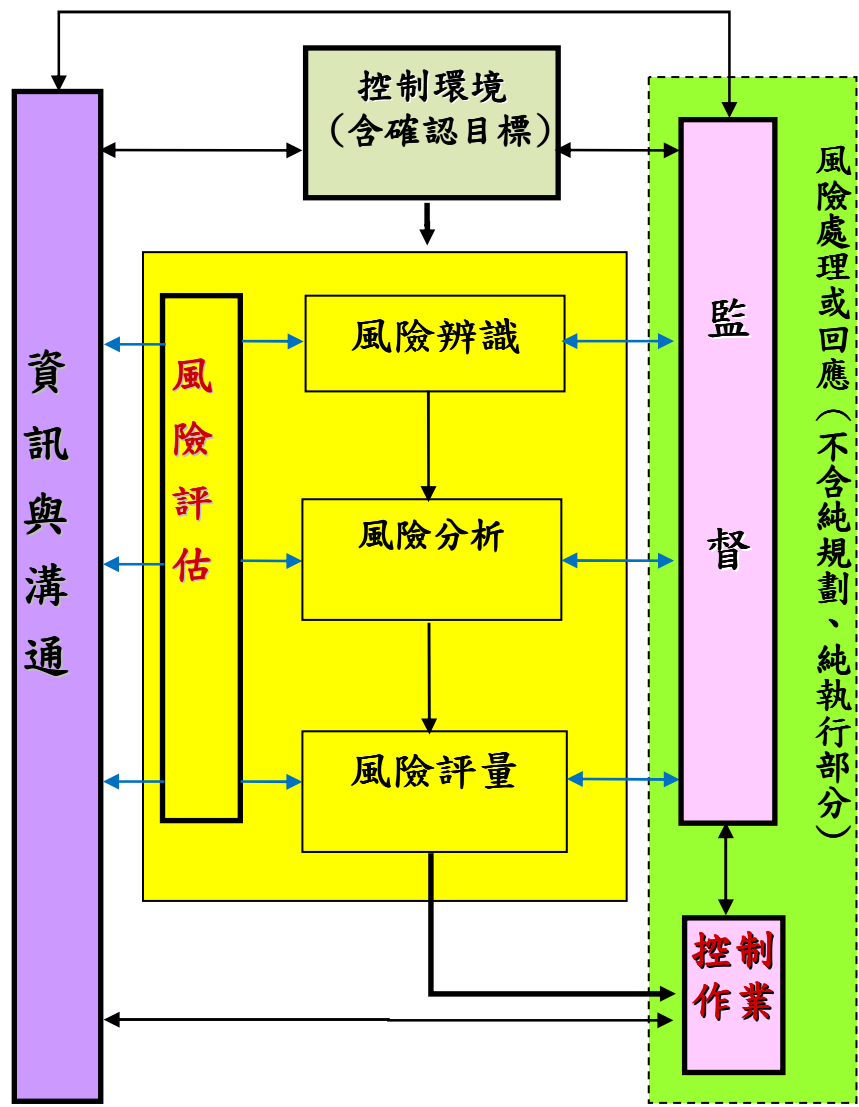 控制環境
（含確認目標）
資訊與溝通
風險評估
風險辨識
風險分析
風險評量
監督
風險處理或回應（不含純規劃、純執行部分）
控制
作業